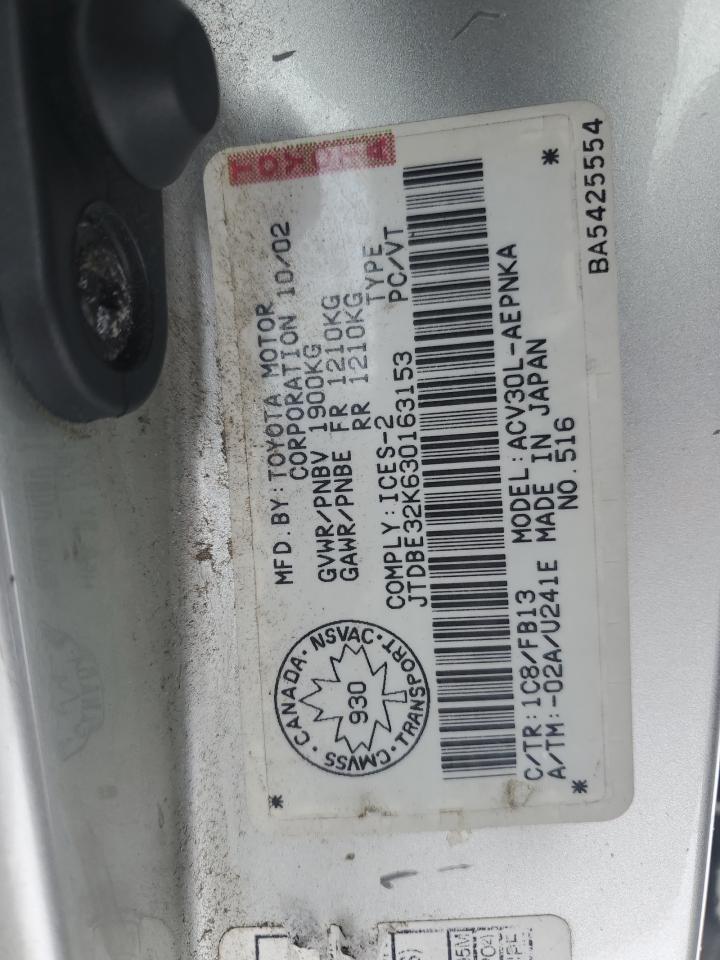 TOYOTA
MFD. BY: TOYOTA MOTOR
CORPORATION 10/02
GVWR/PNBV 1900KG
GAWR/PNBE FR 1210KG
RR 1210KG
COMPLY: ICES-2 TYPE
JTDBE32K630163153 PC/VT
CANADA · NSVAC · TRANSPORT · CMVSS ·
930
C/TR: 1C8/FB13 MODEL: ACV30L-AEPNKA
A/TM: -02A/U241E MADE IN JAPAN
* NO. 516 *
*
BA5425554